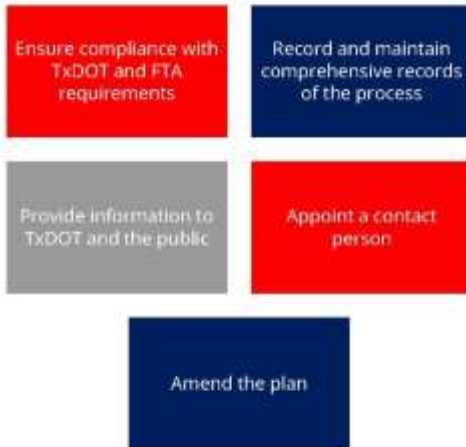 Ensure compliance with
TxDOT and FTA
requirements
Record and maintain
comprehensive records
of the process
Provide information to
TxDOT and the public
Appoint a contact
person
Amend the plan